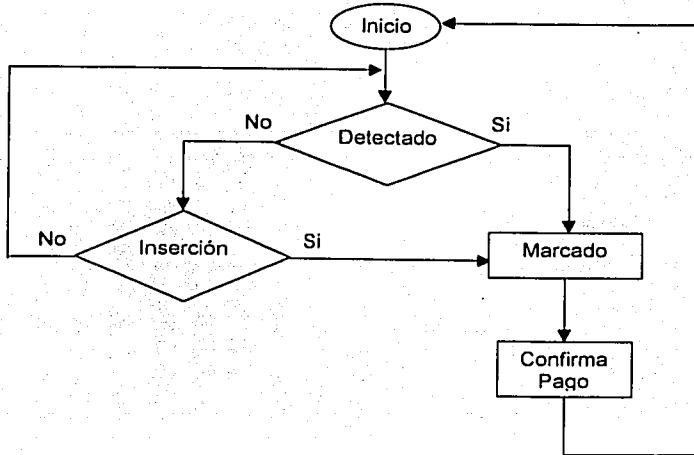 Inicio
No
Detectado
Si
No
Inserción
Si
Marcado
Confirma
Pago